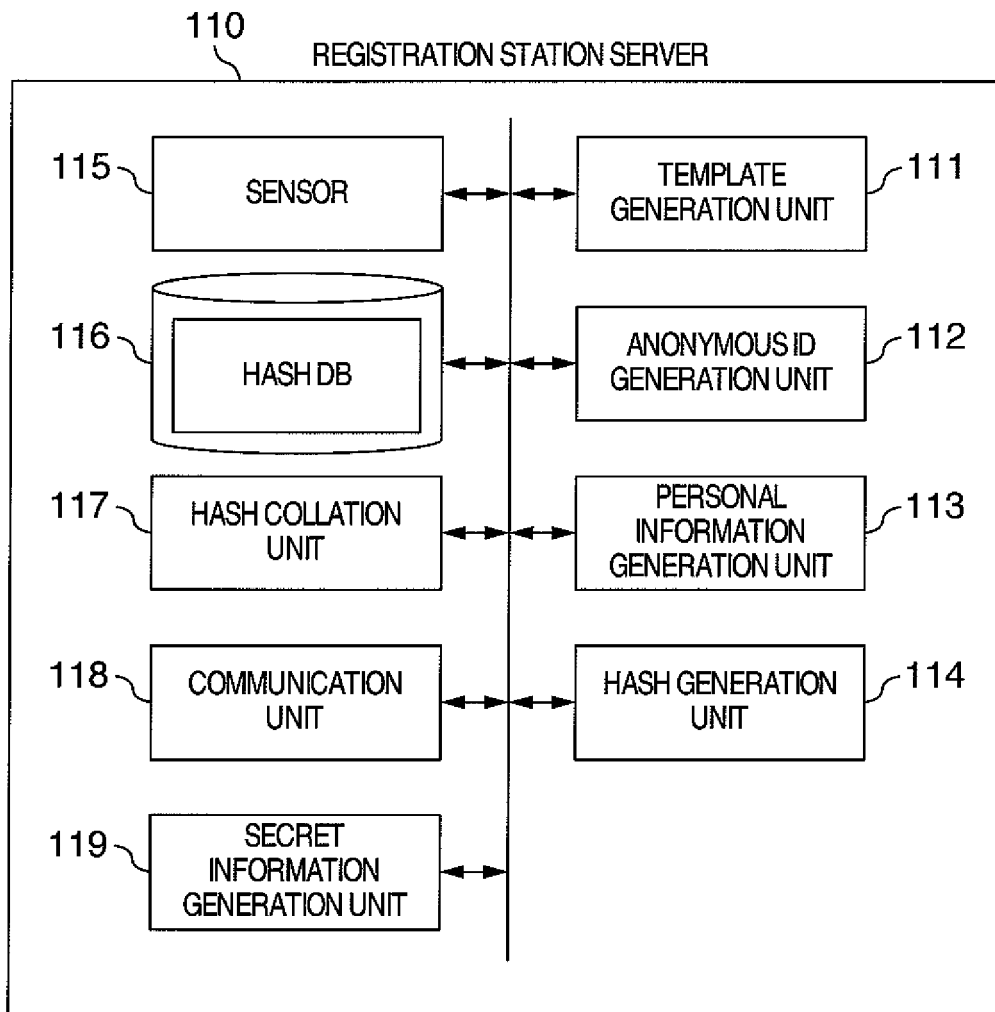 110
REGISTRATION STATION SERVER
115
SENSOR
TEMPLATE
GENERATION UNIT
111
116
HASH DB
ANONYMOUS ID
GENERATION UNIT
112
117
HASH COLLATION
UNIT
PERSONAL
INFORMATION
GENERATION UNIT
113
118
COMMUNICATION
UNIT
HASH GENERATION
UNIT
114
119
SECRET
INFORMATION
GENERATION UNIT